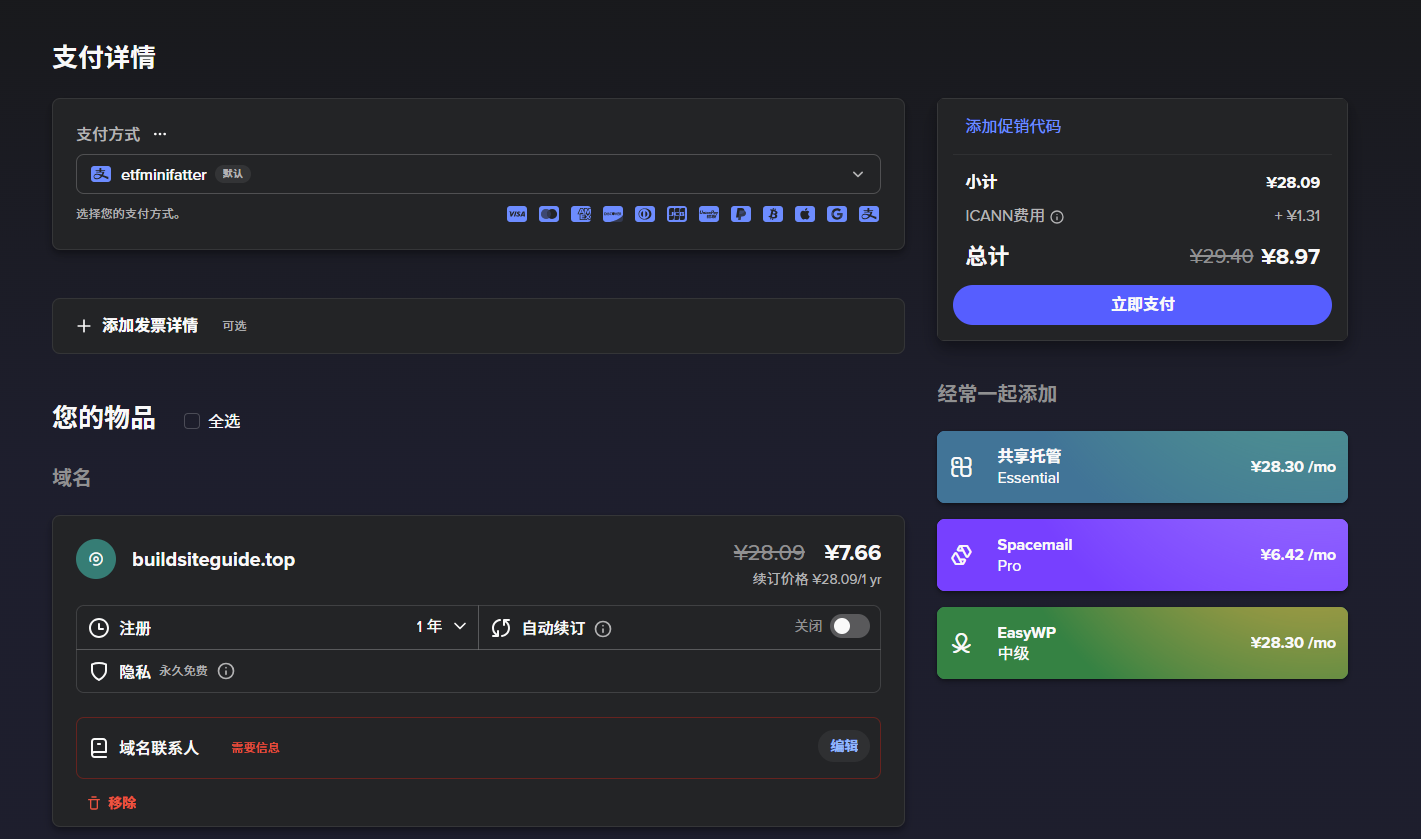 支付详情
支付方式 ...
etfminifatter 默认
选择您的支付方式。
VISA
添加发票详情 可选
您的物品 全选
域名
buildsiteguide.top
¥28.09 ¥7.66
续订价格 ¥28.09/1 yr
注册 1 年
自动续订 关闭
隐私 永久免费
域名联系人 需要信息 编辑
移除
添加促销代码
小计 ¥28.09
ICANN费用 + ¥1.31
总计 ¥29.40 ¥8.97
立即支付
经常一起添加
共享托管
Essential
¥28.30 /mo
Spacemail
Pro
¥6.42 /mo
EasyWP
中级
¥28.30 /mo